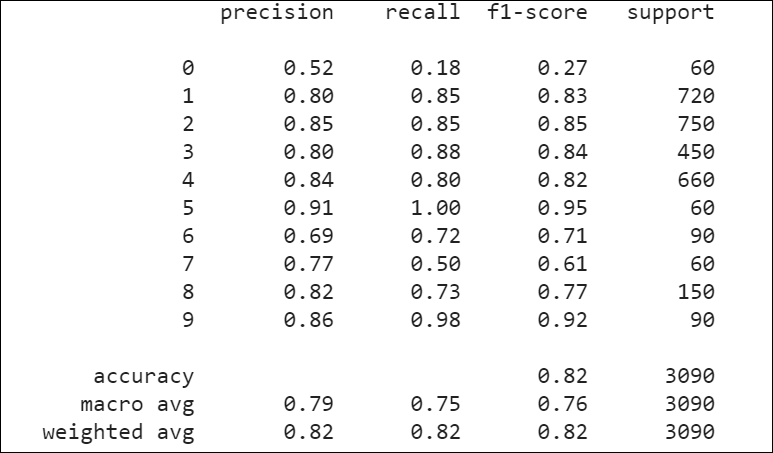 precision recall f1-score support
0 0.52 0.18 0.27 60
1 0.80 0.85 0.83 720
2 0.85 0.85 0.85 750
3 0.80 0.88 0.84 450
4 0.84 0.80 0.82 660
5 0.91 1.00 0.95 60
6 0.69 0.72 0.71 90
7 0.77 0.50 0.61 60
8 0.82 0.73 0.77 150
9 0.86 0.98 0.92 90
accuracy 0.82 3090
macro avg 0.79 0.75 0.76 3090
weighted avg 0.82 0.82 0.82 3090